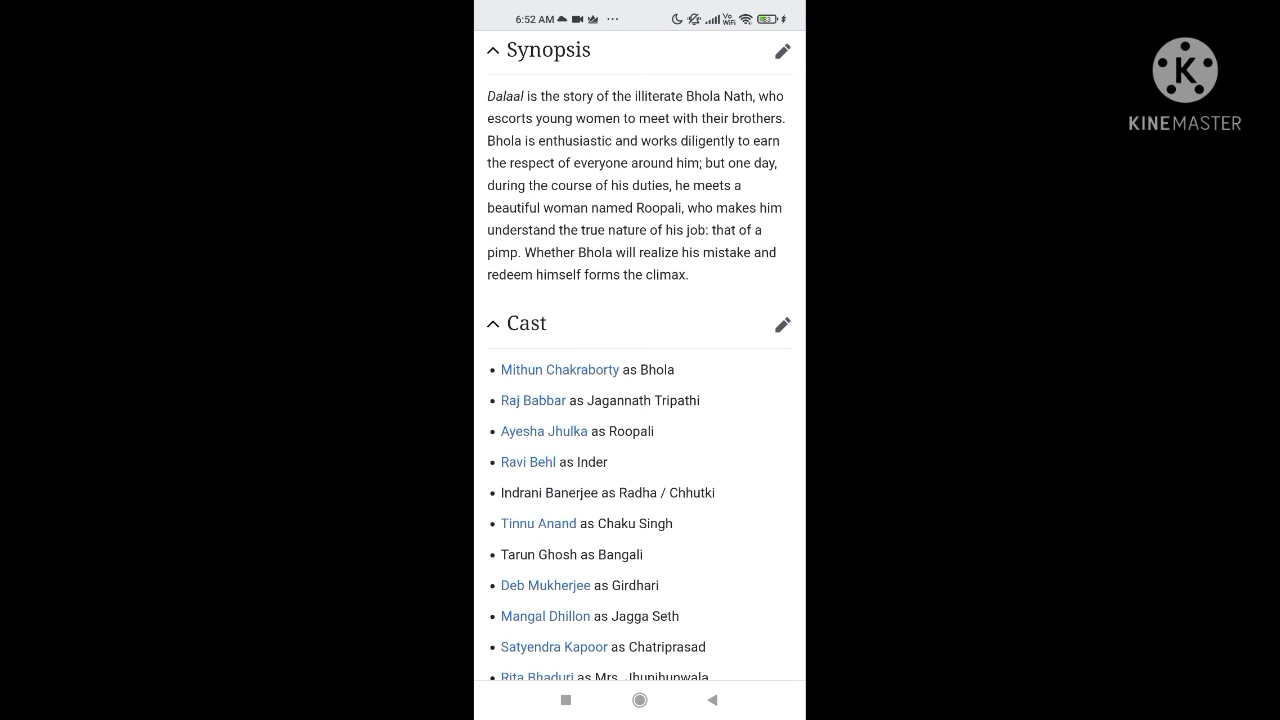 6:52 AM
Synopsis
Dalaal is the story of the illiterate Bhola Nath, who
escorts young women to meet with their brothers.
Bhola is enthusiastic and works diligently to earn
the respect of everyone around him; but one day,
during the course of his duties, he meets a
beautiful woman named Roopali, who makes him
understand the true nature of his job: that of a
pimp. Whether Bhola will realize his mistake and
redeem himself forms the climax.
Cast
• Mithun Chakraborty as Bhola
• Raj Babbar as Jagannath Tripathi
• Ayesha Jhulka as Roopali
• Ravi Behl as Inder
• Indrani Banerjee as Radha / Chhutki
• Tinnu Anand as Chaku Singh
• Tarun Ghosh as Bangali
• Deb Mukherjee as Girdhari
• Mangal Dhillon as Jagga Seth
• Satyendra Kapoor as Chatriprasad
• Rita Bhaduri as Mrs.
K
KINEMASTER